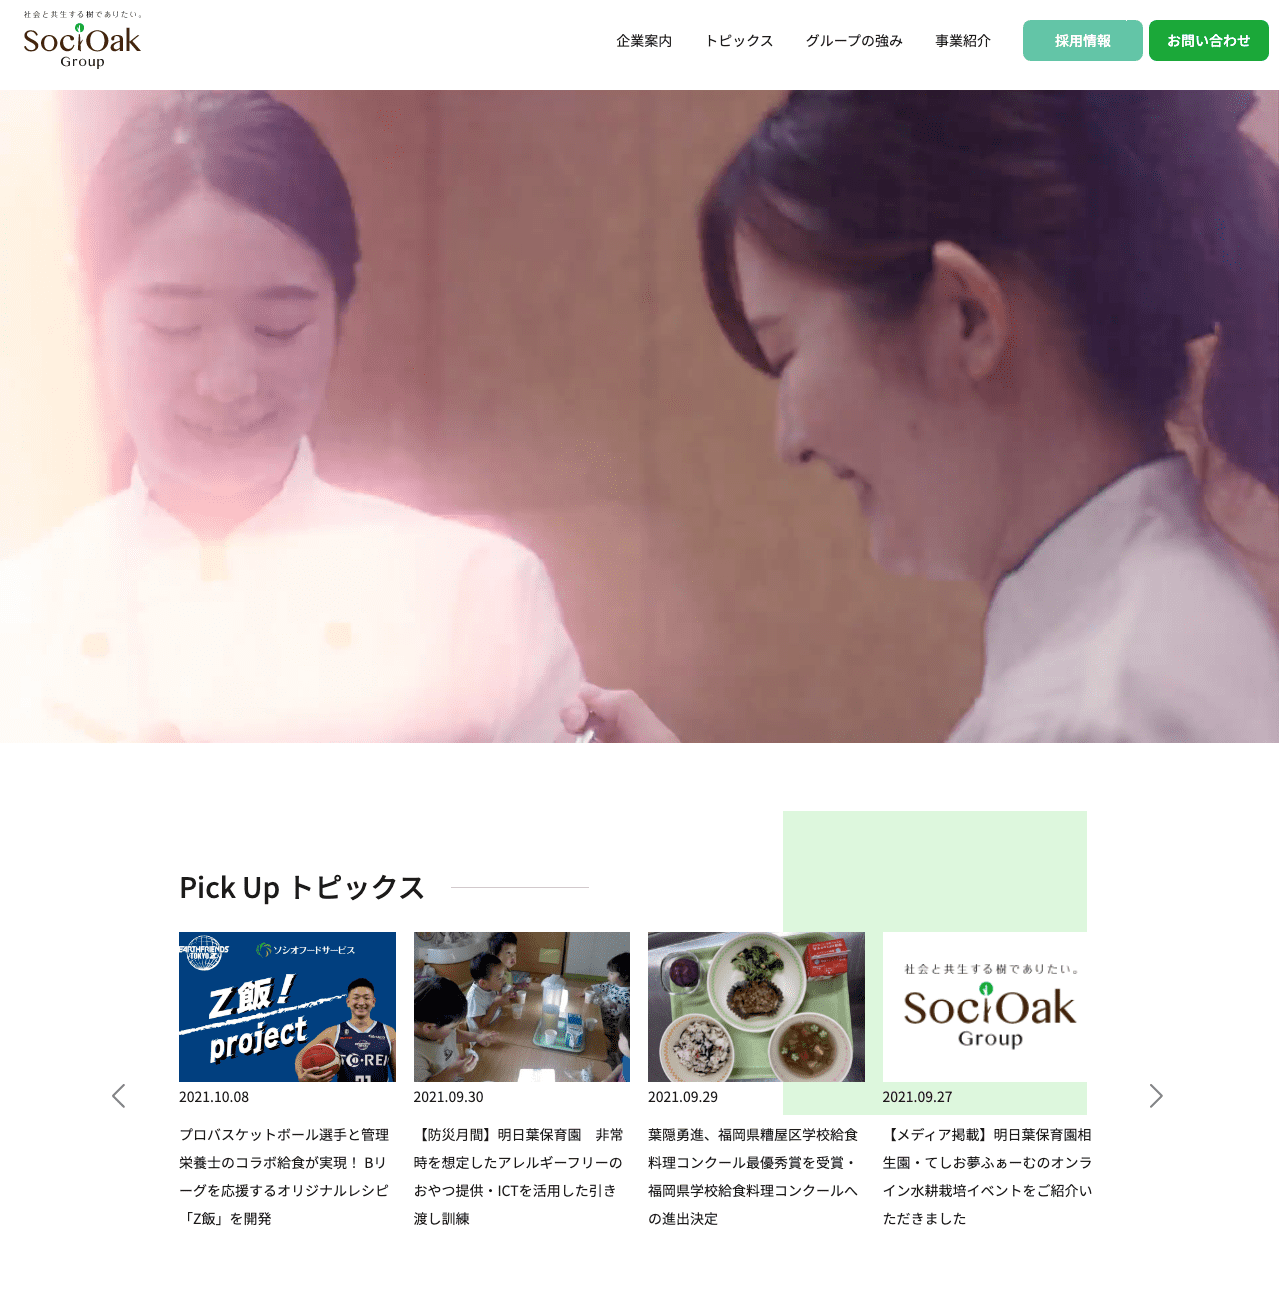 社会と共生する樹でありたい。
SociOak
Group
企業案内
トピックス
グループの強み
事業紹介
採用情報
お問い合わせ
Pick Up トピックス
EARTHFRIENDS
TOKYO Z
ソシオフードサービス
Z飯！
project
社会と共生する樹でありたい。
SociOak
Group
2021.10.08
プロバスケットボール選手と管理
栄養士のコラボ給食が実現！ Bリ
ーグを応援するオリジナルレシピ
「Z飯」を開発
2021.09.30
【防災月間】明日葉保育園　非常
時を想定したアレルギーフリーの
おやつ提供・ICTを活用した引き
渡し訓練
2021.09.29
葉隠勇進、福岡県糟屋区学校給食
料理コンクール最優秀賞を受賞・
福岡県学校給食料理コンクールへ
の進出決定
2021.09.27
【メディア掲載】明日葉保育園相
生園・てしお夢ふぁーむのオンラ
イン水耕栽培イベントをご紹介い
ただきました